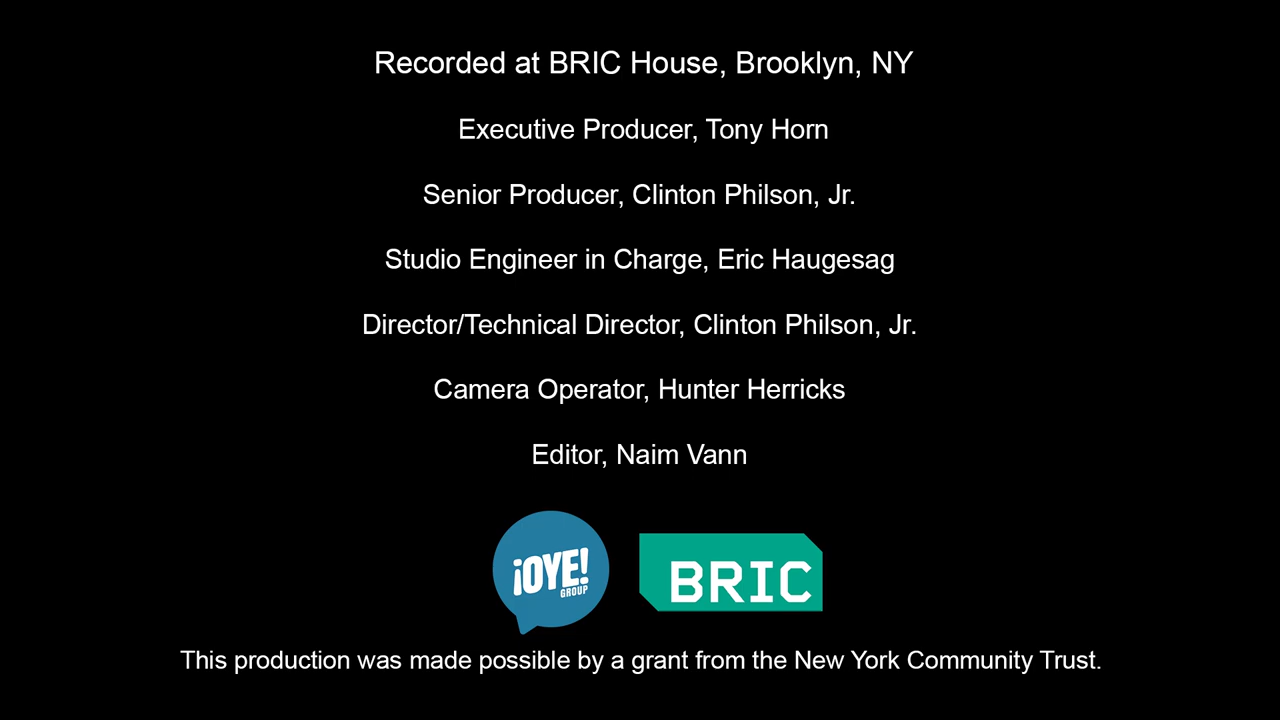 Recorded at BRIC House, Brooklyn, NY
Executive Producer, Tony Horn
Senior Producer, Clinton Philson, Jr.
Studio Engineer in Charge, Eric Haugesag
Director/Technical Director, Clinton Philson, Jr.
Camera Operator, Hunter Herricks
Editor, Naim Vann
¡OYE!
GROUP
BRIC
This production was made possible by a grant from the New York Community Trust.